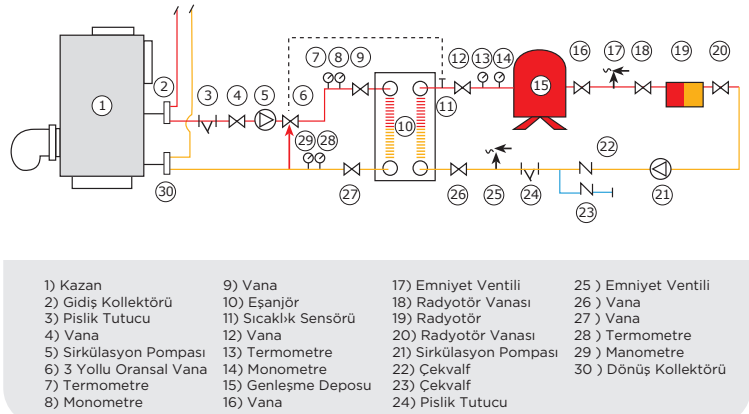 7 8 9
12 13 14
16 17 18 19 20
2
3 4 5 6
1
15
11
10
29 28
22
30
27
26 25 24
23
21
1) Kazan
2) Gidiş Kollektörü
3) Pislik Tutucu
4) Vana
5) Sirkülasyon Pompası
6) 3 Yollu Oransal Vana
7) Termometre
8) Monometre
9) Vana
10) Eşanjör
11) Sıcaklık Sensörü
12) Vana
13) Termometre
14) Monometre
15) Genleşme Deposu
16) Vana
17) Emniyet Ventili
18) Radyotör Vanası
19) Radyotör
20) Radyotör Vanası
21) Sirkülasyon Pompası
22) Çekvalf
23) Çekvalf
24) Pislik Tutucu
25 ) Emniyet Ventili
26 ) Vana
27 ) Vana
28 ) Termometre
29 ) Manometre
30 ) Dönüş Kollektörü